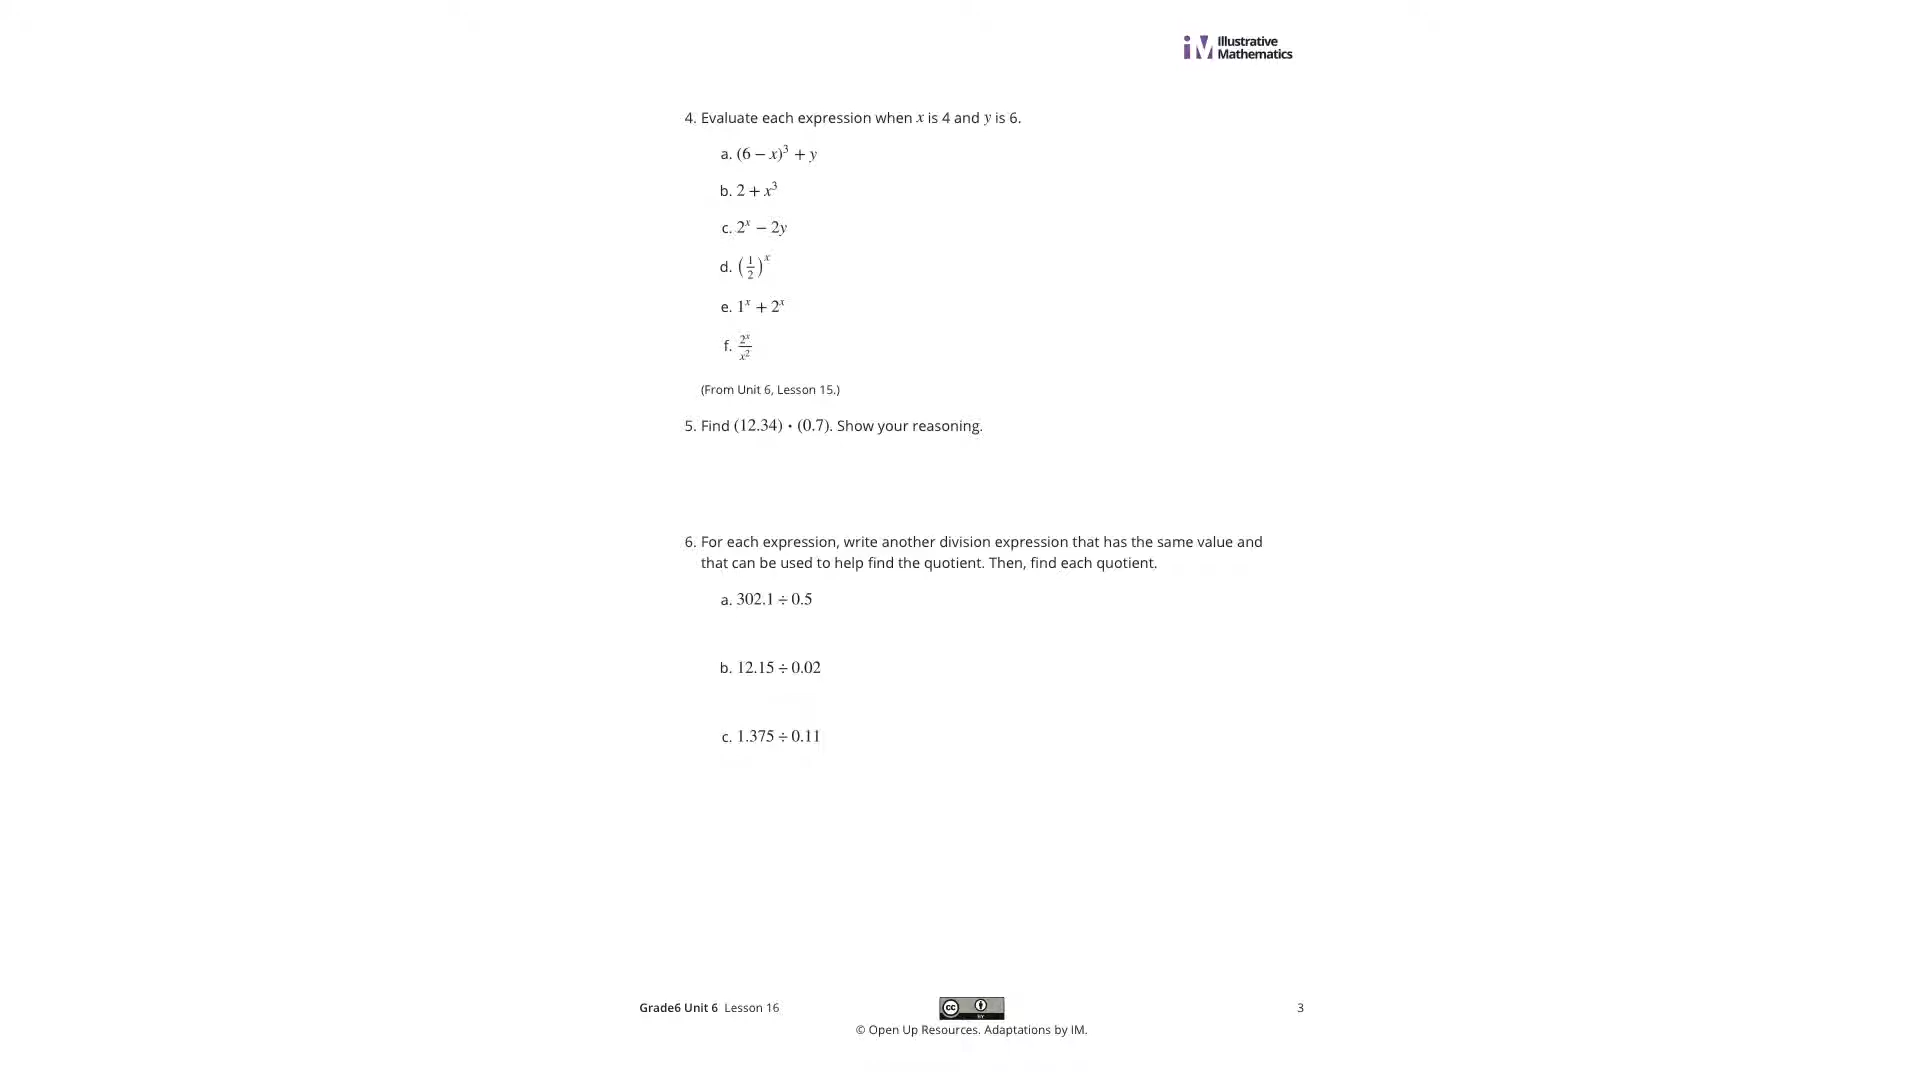 Illustrative
Mathematics
4. Evaluate each expression when x is 4 and y is 6.
a. (6 − x)³ + y
b. 2 + x³
c. 2ˣ − 2y
d. (1/2)ˣ
e. 1ˣ + 2ˣ
f. 2ˣ/x²
(From Unit 6, Lesson 15.)
5. Find (12.34) · (0.7). Show your reasoning.
6. For each expression, write another division expression that has the same value and
that can be used to help find the quotient. Then, find each quotient.
a. 302.1 ÷ 0.5
b. 12.15 ÷ 0.02
c. 1.375 ÷ 0.11
Grade6 Unit 6 Lesson 16
cc
BY
3
© Open Up Resources. Adaptations by IM.